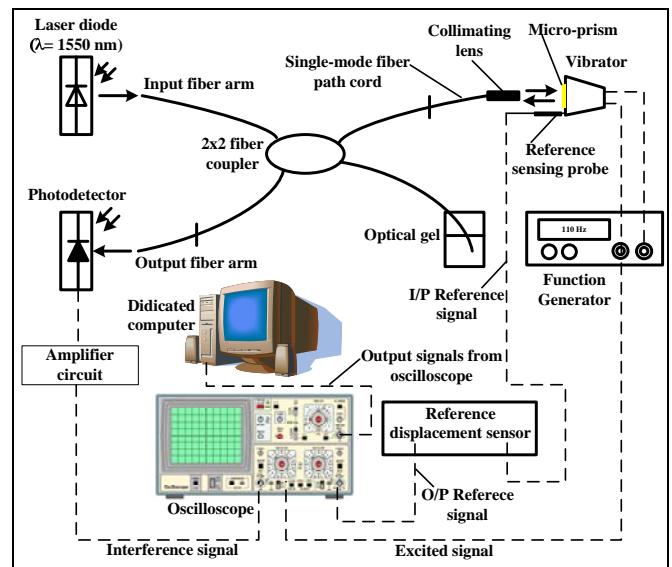 Laser diode
(λ= 1550 nm)
Input fiber arm
Single-mode fiber
path cord
Collimating
lens
Micro-prism
Vibrator
2x2 fiber
coupler
Reference
sensing probe
Photodetector
Output fiber arm
Optical gel
110 Hz
Function
Generator
I/P Reference
signal
Didicated
computer
Amplifier
circuit
Output signals from
oscilloscope
Reference
displacement sensor
O/P Referece
signal
Oscilloscope
Interference signal
Excited signal